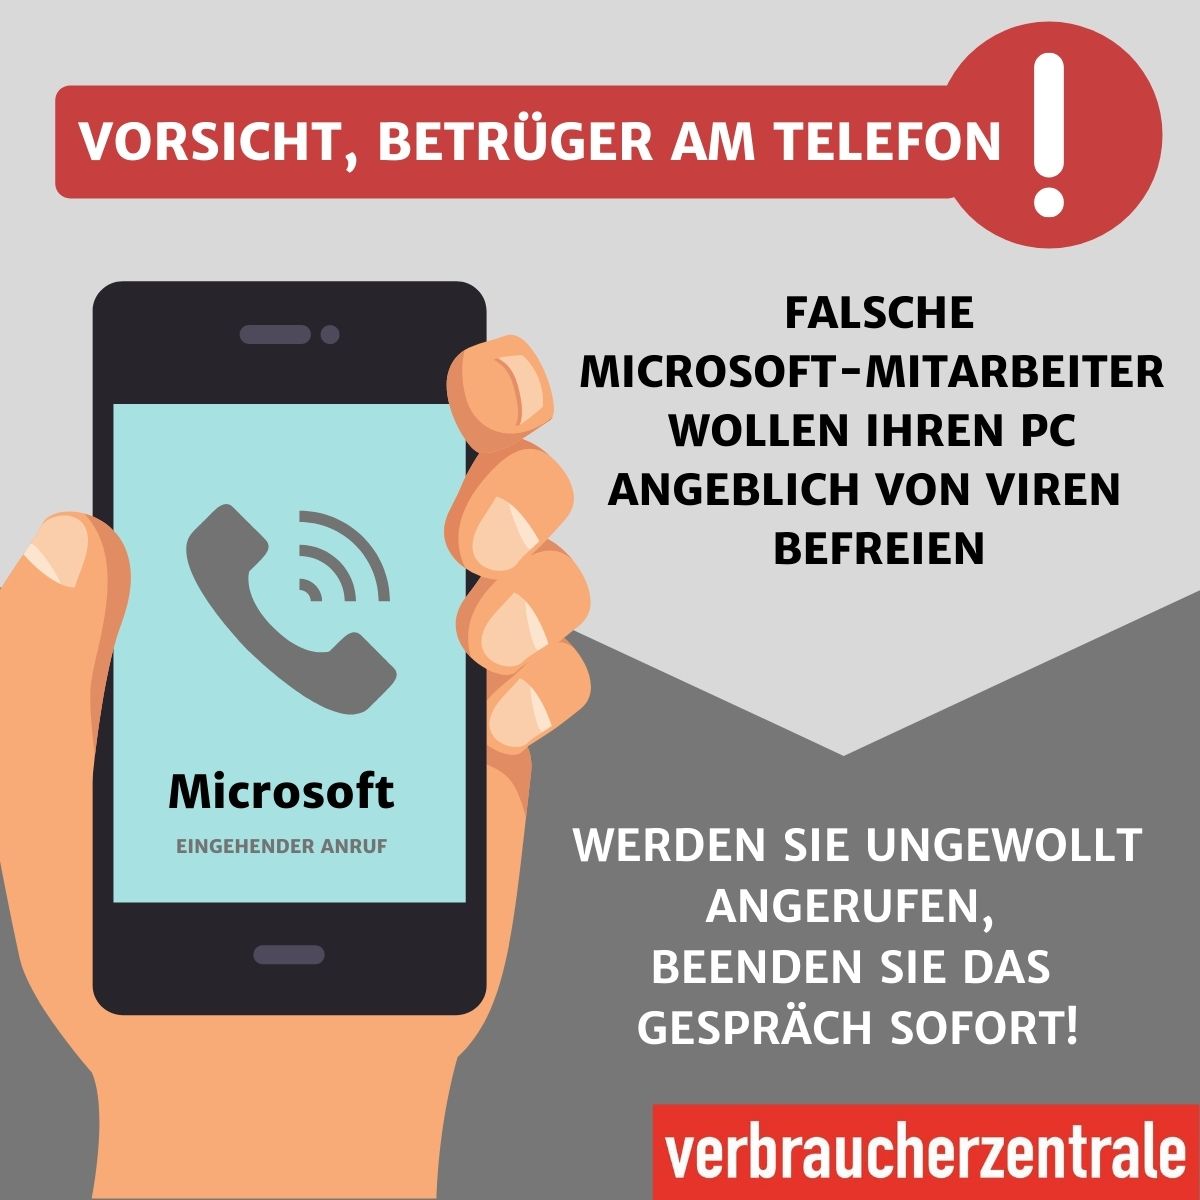 VORSICHT, BETRÜGER AM TELEFON !
FALSCHE
MICROSOFT-MITARBEITER
WOLLEN IHREN PC
ANGEBLICH VON VIREN
BEFREIEN
Microsoft
EINGEHENDER ANRUF
WERDEN SIE UNGEWOLLT
ANGERUFEN,
BEENDEN SIE DAS
GESPRÄCH SOFORT!
verbraucherzentrale